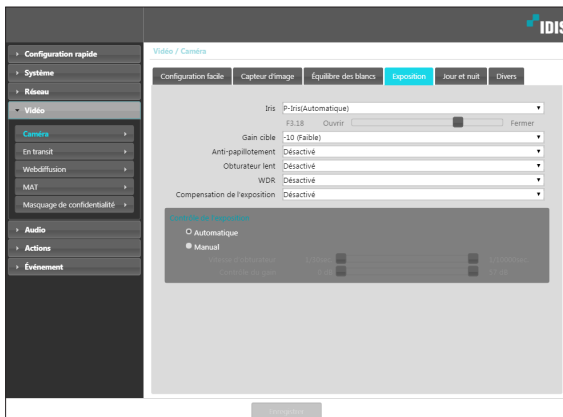 IDIS
Configuration rapide
Système
Réseau
Vidéo
Caméra
En transit
Webdiffusion
MAT
Masquage de confidentialité
Audio
Actions
Événement
Vidéo / Caméra
Configuration facile Capteur d'image Équilibre des blancs Exposition Jour et nuit Divers
Iris P-Iris(Automatique)
F3.18 Ouvrir Fermer
Gain cible -10 (Faible)
Anti-papillotement Désactivé
Obturateur lent Désactivé
WDR Désactivé
Compensation de l'exposition Désactivé
Automatique
Manual
Enregistrer